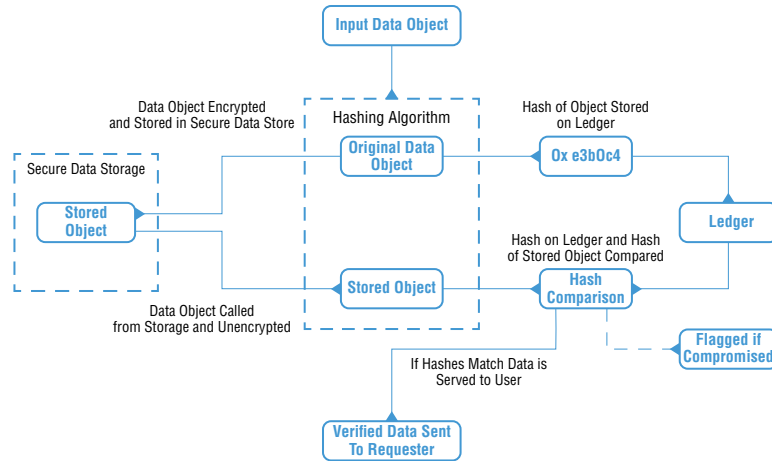 Input Data Object
Data Object Encrypted
and Stored in Secure Data Store
Hashing Algorithm
Hash of Object Stored
on Ledger
Original Data
Object
Ox e3bOc4
Secure Data Storage
Stored
Object
Ledger
Hash on Ledger and Hash
of Stored Object Compared
Stored Object
Hash
Comparison
Data Object Called
from Storage and Unencrypted
Flagged if
Compromised
If Hashes Match Data is
Served to User
Verified Data Sent
To Requester